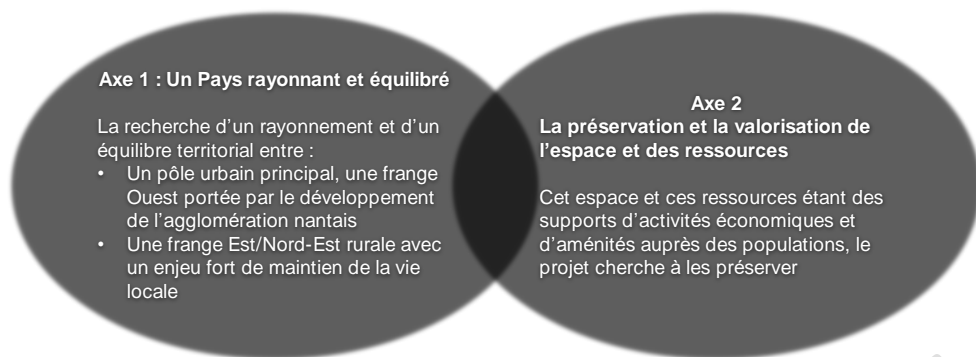 Axe 1 : Un Pays rayonnant et équilibré
La recherche d'un rayonnement et d'un
équilibre territorial entre :
• Un pôle urbain principal, une frange
Ouest portée par le développement
de l'agglomération nantais
• Une frange Est/Nord-Est rurale avec
un enjeu fort de maintien de la vie
locale
Axe 2
La préservation et la valorisation de
l'espace et des ressources
Cet espace et ces ressources étant des
supports d'activités économiques et
d'aménités auprès des populations, le
projet cherche à les préserver